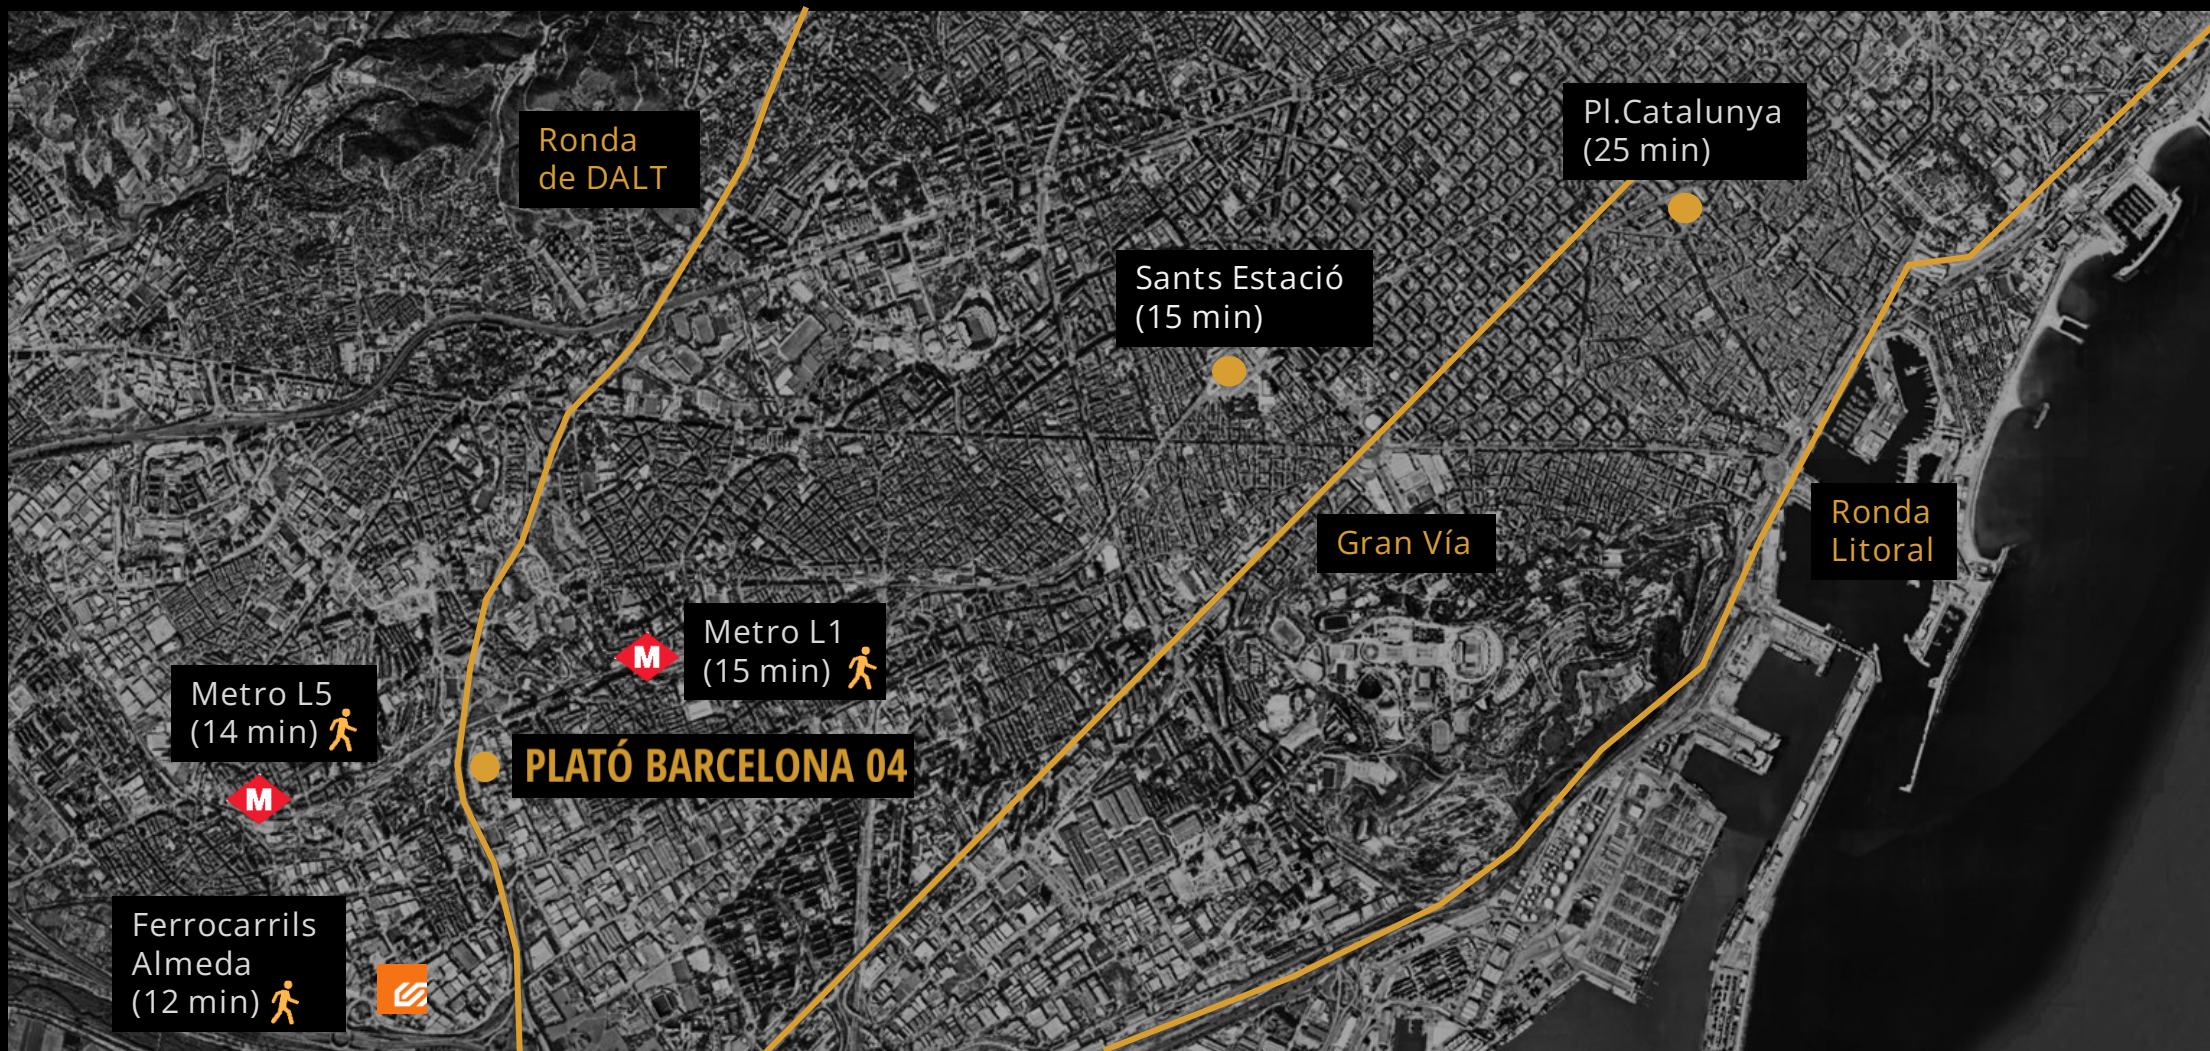 Ronda
de DALT
Pl.Catalunya
(25 min)
Sants Estació
(15 min)
Ronda
Litoral
Gran Vía
Metro L1
(15 min)
M
Metro L5
(14 min)
M
PLATÓ BARCELONA 04
Ferrocarrils
Almeda
(12 min)